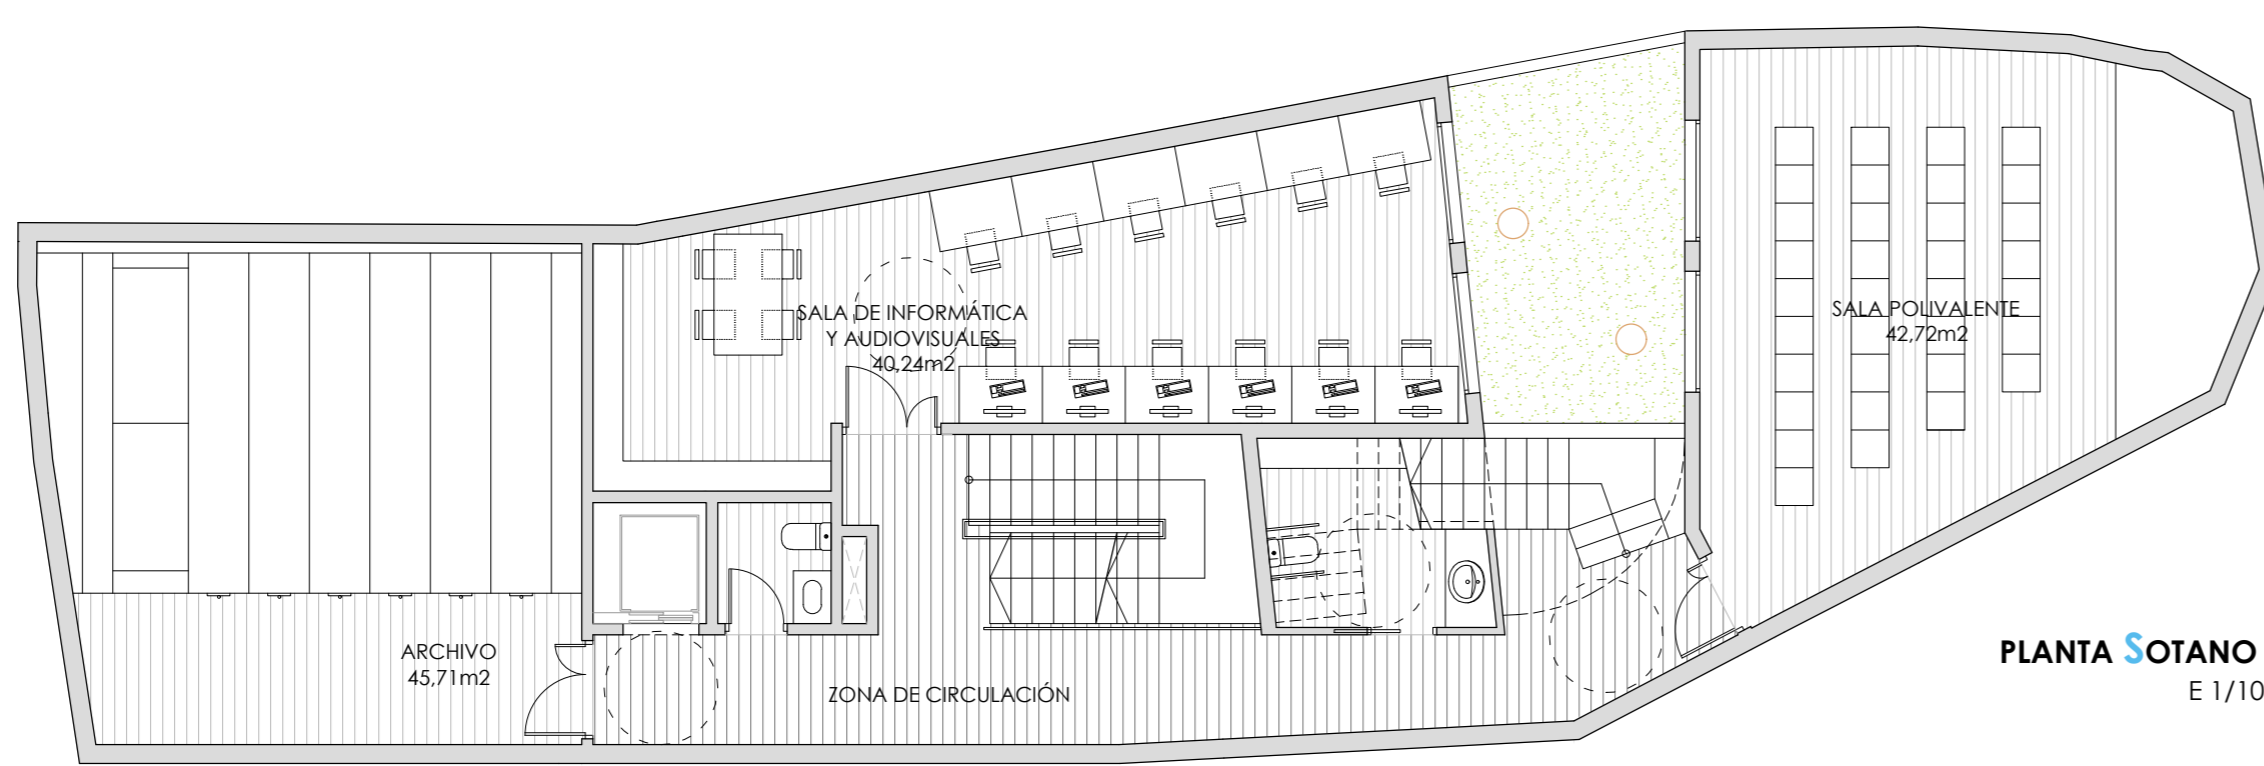 SALA DE INFORMÁTICA
Y AUDIOVISUALES
40,24m2
SALA POLIVALENTE
42,72m2
ARCHIVO
45,71m2
ZONA DE CIRCULACIÓN
PLANTA SOTANO
E 1/10